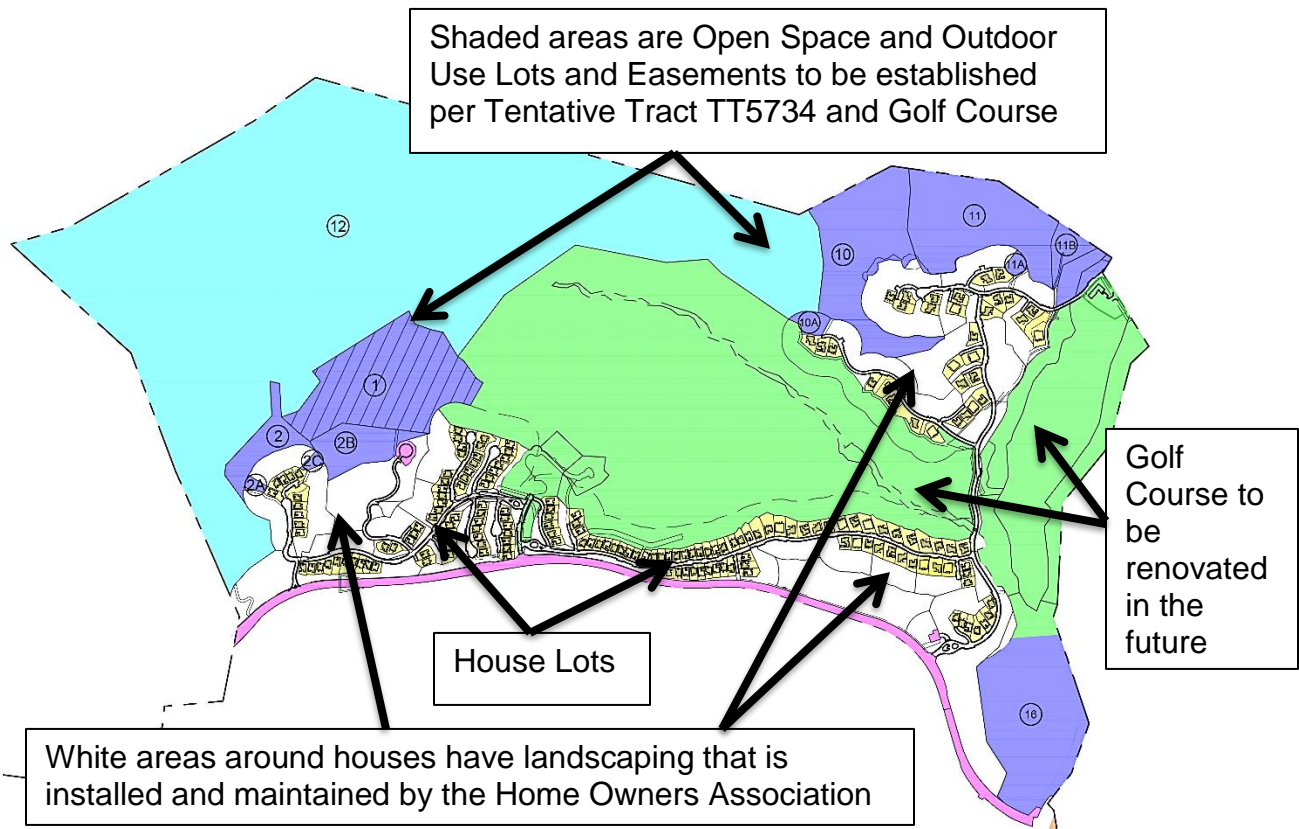 Shaded areas are Open Space and Outdoor
Use Lots and Easements to be established
per Tentative Tract TT5734 and Golf Course
12
10
11
11B
11A
10A
1
2
2B
2C
2A
Golf
Course to
be
renovated
in the
future
House Lots
16
White areas around houses have landscaping that is
installed and maintained by the Home Owners Association